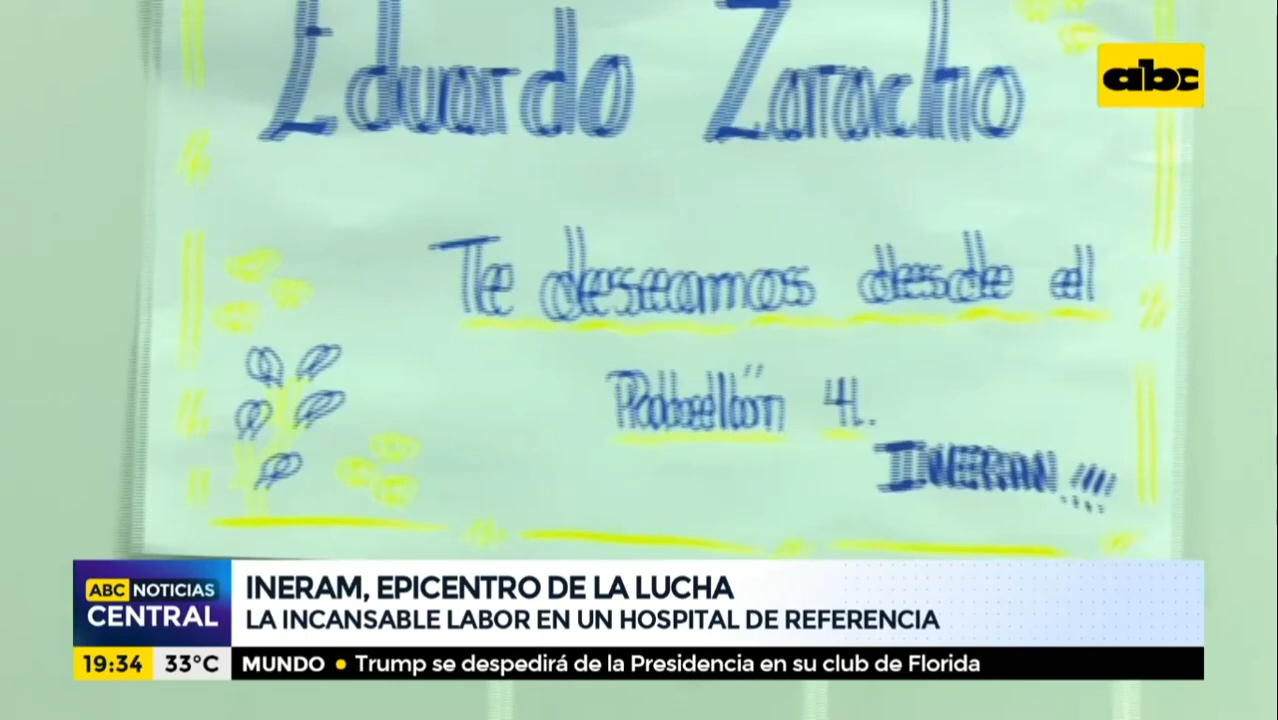 Eduardo Zaracho
abc
Te deseamos desde el
Pabellón 4.
INERAN!!!!
ABC NOTICIAS
CENTRAL
INERAM, EPICENTRO DE LA LUCHA
LA INCANSABLE LABOR EN UN HOSPITAL DE REFERENCIA
19:34 33°C MUNDO • Trump se despedirá de la Presidencia en su club de Florida